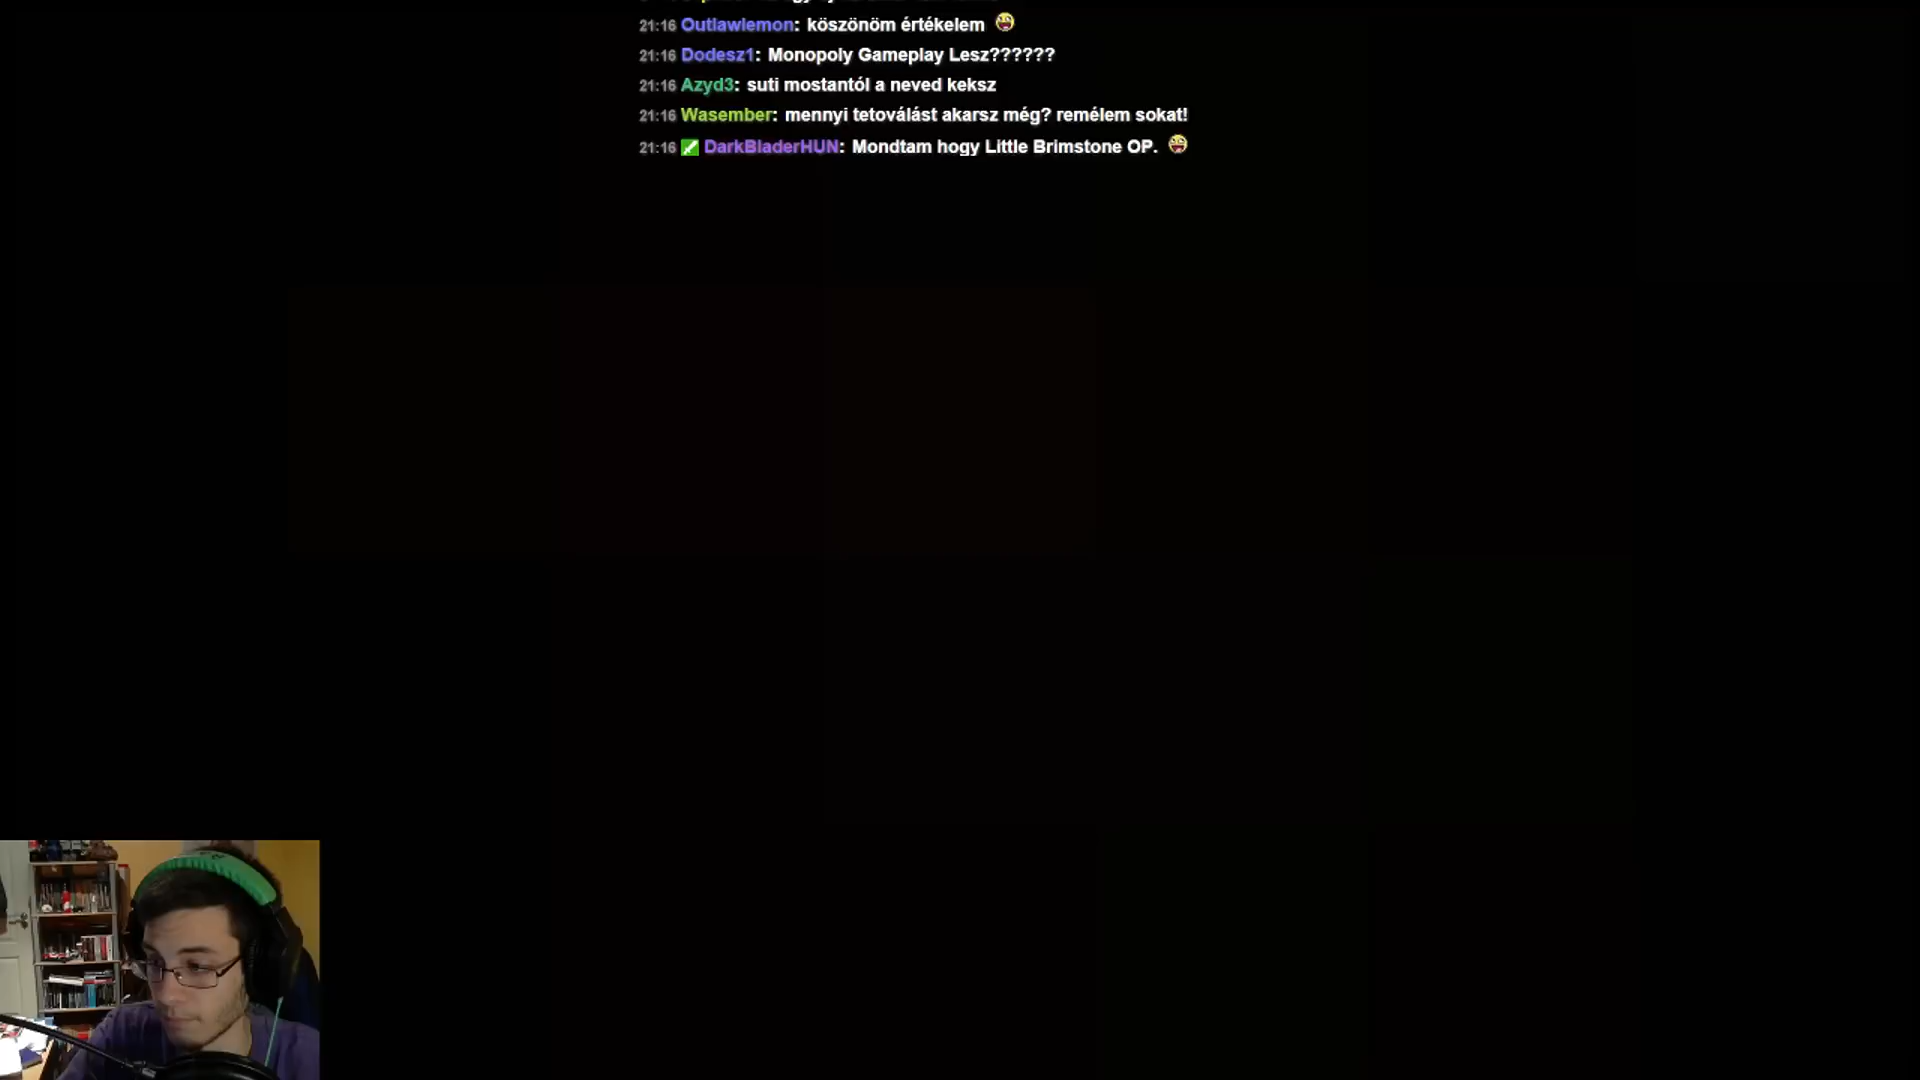 21:16 Outlawlemon: köszönöm értékelem
21:16 Dodesz1: Monopoly Gameplay Lesz??????
21:16 Azyd3: suti mostantól a neved keksz
21:16 Wasember: mennyi tetoválást akarsz még? remélem sokat!
21:16 DarkBladerHUN: Mondtam hogy Little Brimstone OP.